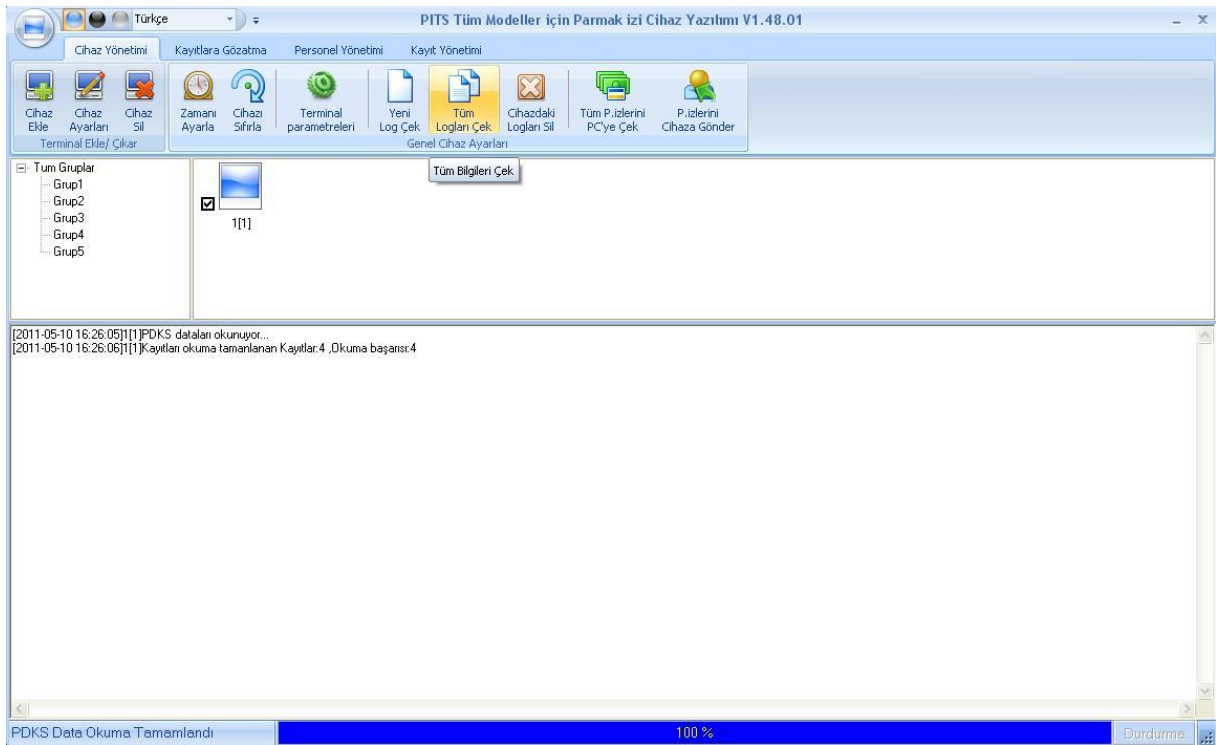 Türkçe
PITS Tüm Modeller için Parmak izi Cihaz Yazılımı V1.48.01
Cihaz Yönetimi
Kayıtlara Gözatma
Personel Yönetimi
Kayıt Yönetimi
Cihaz Ekle
Cihaz Ayarları
Cihaz Sil
Zamanı Ayarla
Cihazı Sıfırla
Terminal parametreleri
Yeni Log Çek
Tüm Logları Çek
Cihazdaki Logları Sil
Tüm P.izlerini PC'ye Çek
P.izlerini Cihaza Gönder
Terminal Ekle/ Çıkar
Genel Cihaz Ayarları
Tüm Bilgileri Çek
Tum Gruplar
Grup1
Grup2
Grup3
Grup4
Grup5
1[1]
[2011-05-10 16:26:05]1[1]PDKS dataları okunuyor...
[2011-05-10 16:26:06]1[1]Kayıtları okuma tamamlanan Kayıtlar:4 ,Okuma başarısı:4
PDKS Data Okuma Tamamlandı
100 %
Durdurma